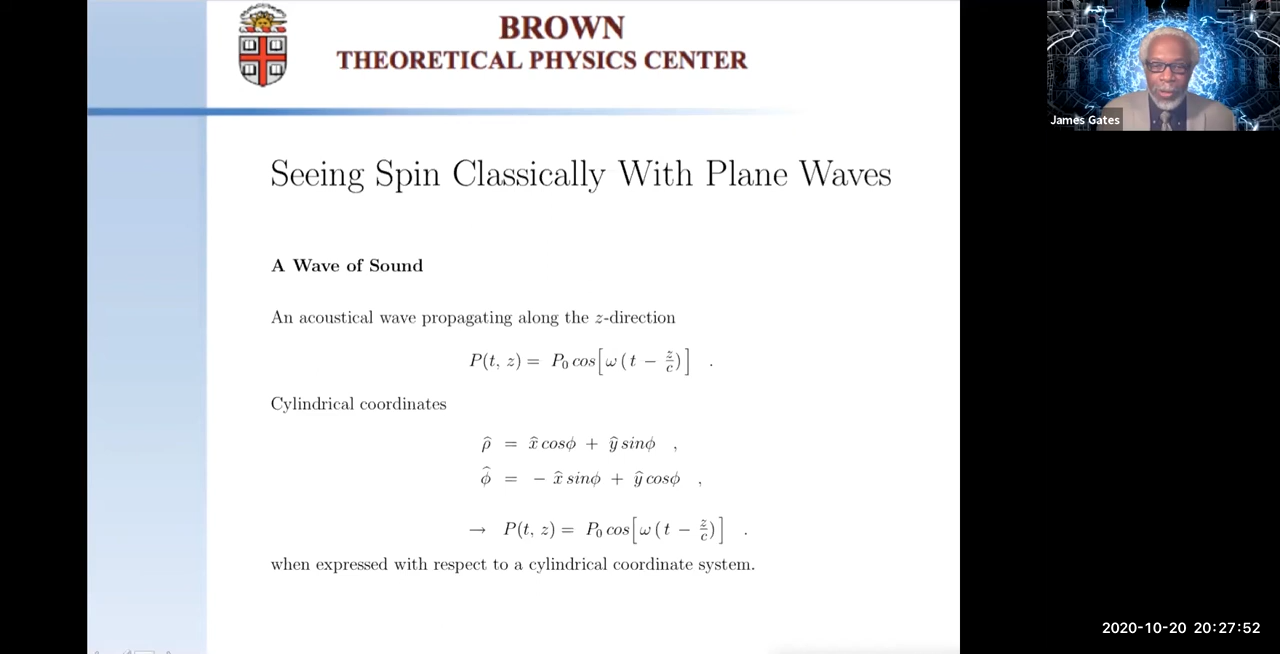 BROWN
THEORETICAL PHYSICS CENTER
James Gates
Seeing Spin Classically With Plane Waves
A Wave of Sound
An acoustical wave propagating along the z-direction
P(t, z) = P₀ cos[ω(t − z/c)] .
Cylindrical coordinates
ρ̂ = x̂ cosϕ + ŷ sinϕ ,
ϕ̂ = − x̂ sinϕ + ŷ cosϕ ,
→ P(t, z) = P₀ cos[ω(t − z/c)] .
when expressed with respect to a cylindrical coordinate system.
2020-10-20 20:27:52